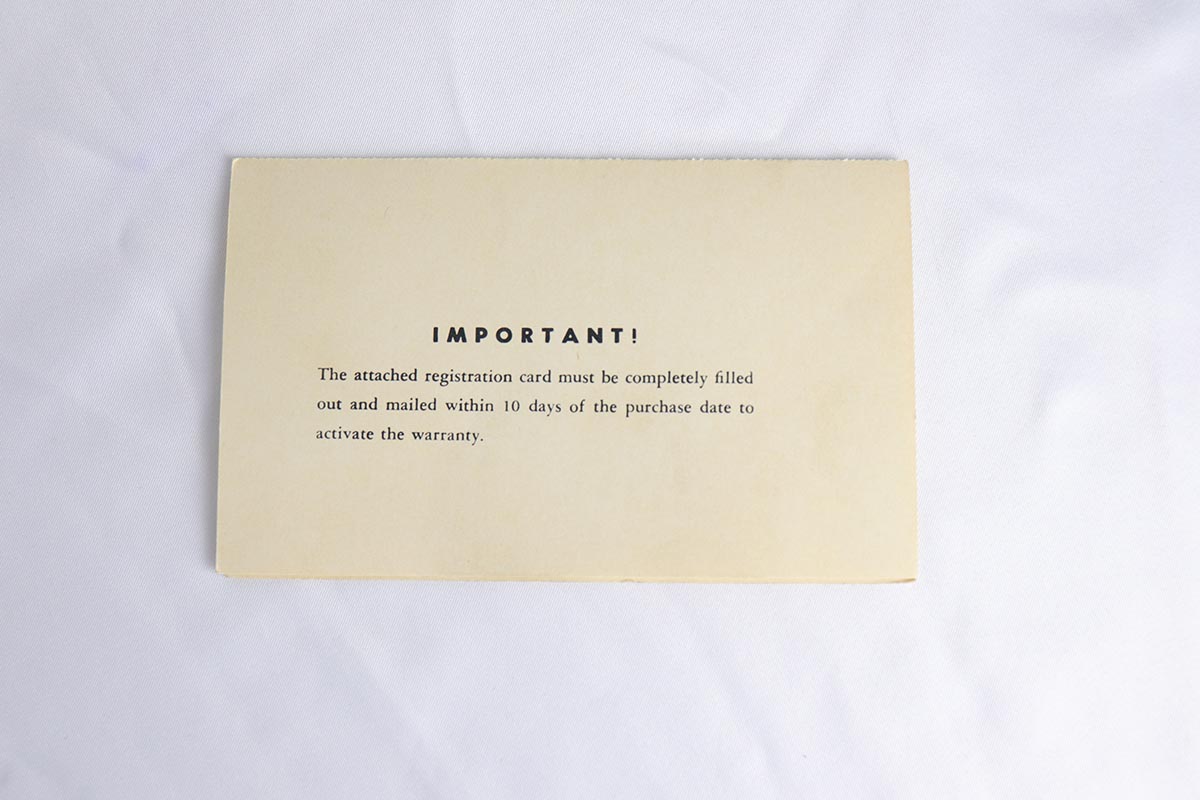 IMPORTANT!
The attached registration card must be completely filled
out and mailed within 10 days of the purchase date to
activate the warranty.